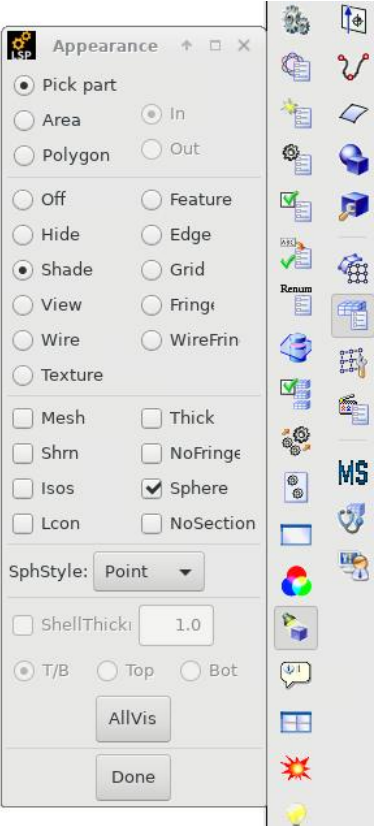 LSP
Appearance
Pick part
Area
In
Polygon
Out
Off
Feature
Hide
Edge
Shade
Grid
View
Fringe
Wire
WireFrin
Texture
Mesh
Thick
Shrn
NoFringe
Isos
Sphere
Lcon
NoSection
SphStyle: Point
ShellThick
1.0
T/B
Top
Bot
AllVis
Done
ABC
Renum
MS